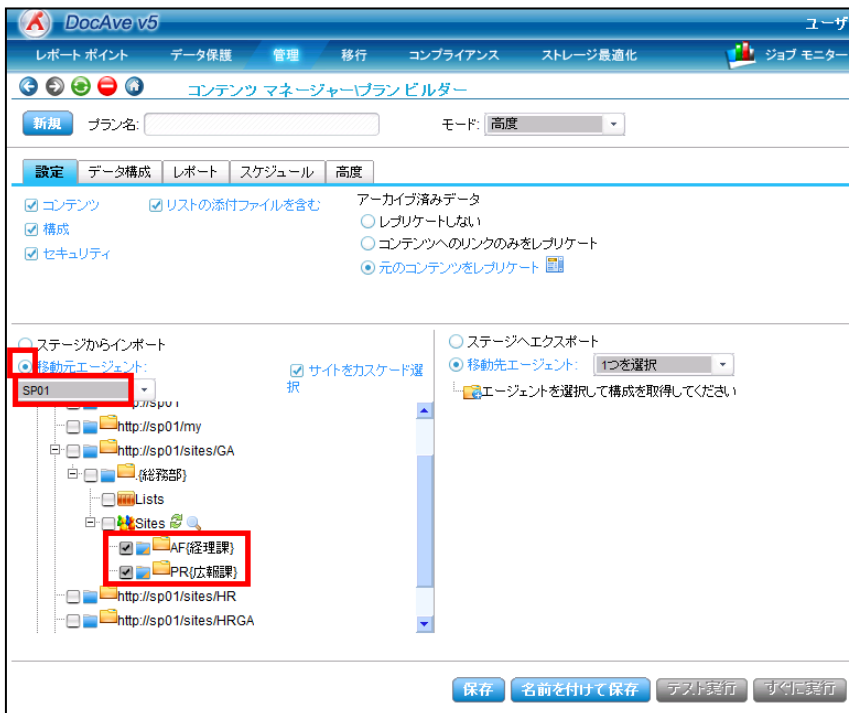 DocAve v5
ユーザ
レポート ポイント データ保護 管理 移行 コンプライアンス ストレージ最適化 ジョブ モニター
コンテンツ マネージャー\プラン ビルダー
新規 プラン名: モード: 高度
設定 データ構成 レポート スケジュール 高度
コンテンツ リストの添付ファイルを含む アーカイブ済みデータ
レプリケートしない
構成
コンテンツへのリンクのみをレプリケート
セキュリティ
元のコンテンツをレプリケート
ステージからインポート ステージへエクスポート
移動元エージェント: サイトをカスケード選択 移動先エージェント: 1つを選択
SP01
エージェントを選択して構成を取得してください
http://sp01
http://sp01/my
http://sp01/sites/GA
.{総務部}
Lists
Sites
AF{経理課}
PR{広報課}
http://sp01/sites/HR
http://sp01/sites/HRGA
保存 名前を付けて保存 テスト実行 すぐに実行